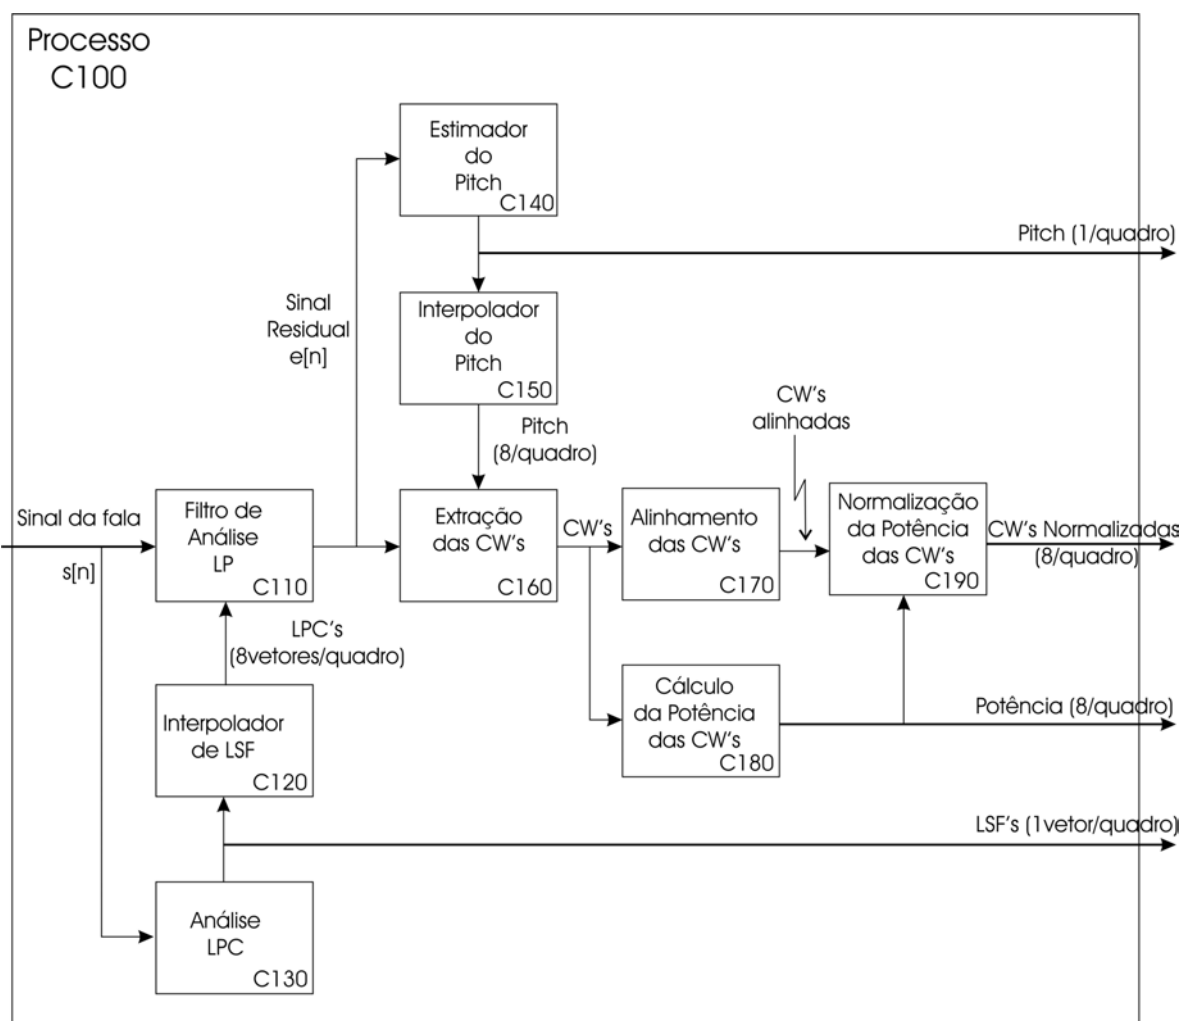 Processo
C100
Estimador
do
Pitch
C140
Pitch (1/quadro)
Sinal
Residual
e[n]
Interpolador
do
Pitch
C150
Pitch
(8/quadro)
CW's
alinhadas
Sinal da fala
s[n]
Filtro de
Análise
LP
C110
Extração
das CW's
C160
CW's
Alinhamento
das CW's
C170
Normalização
da Potência
das CW's
C190
CW's Normalizadas
(8/quadro)
LPC's
(8vetores/quadro)
Interpolador
de LSF
C120
Cálculo
da Potência
das CW's
C180
Potência (8/quadro)
LSF's (1vetor/quadro)
Análise
LPC
C130